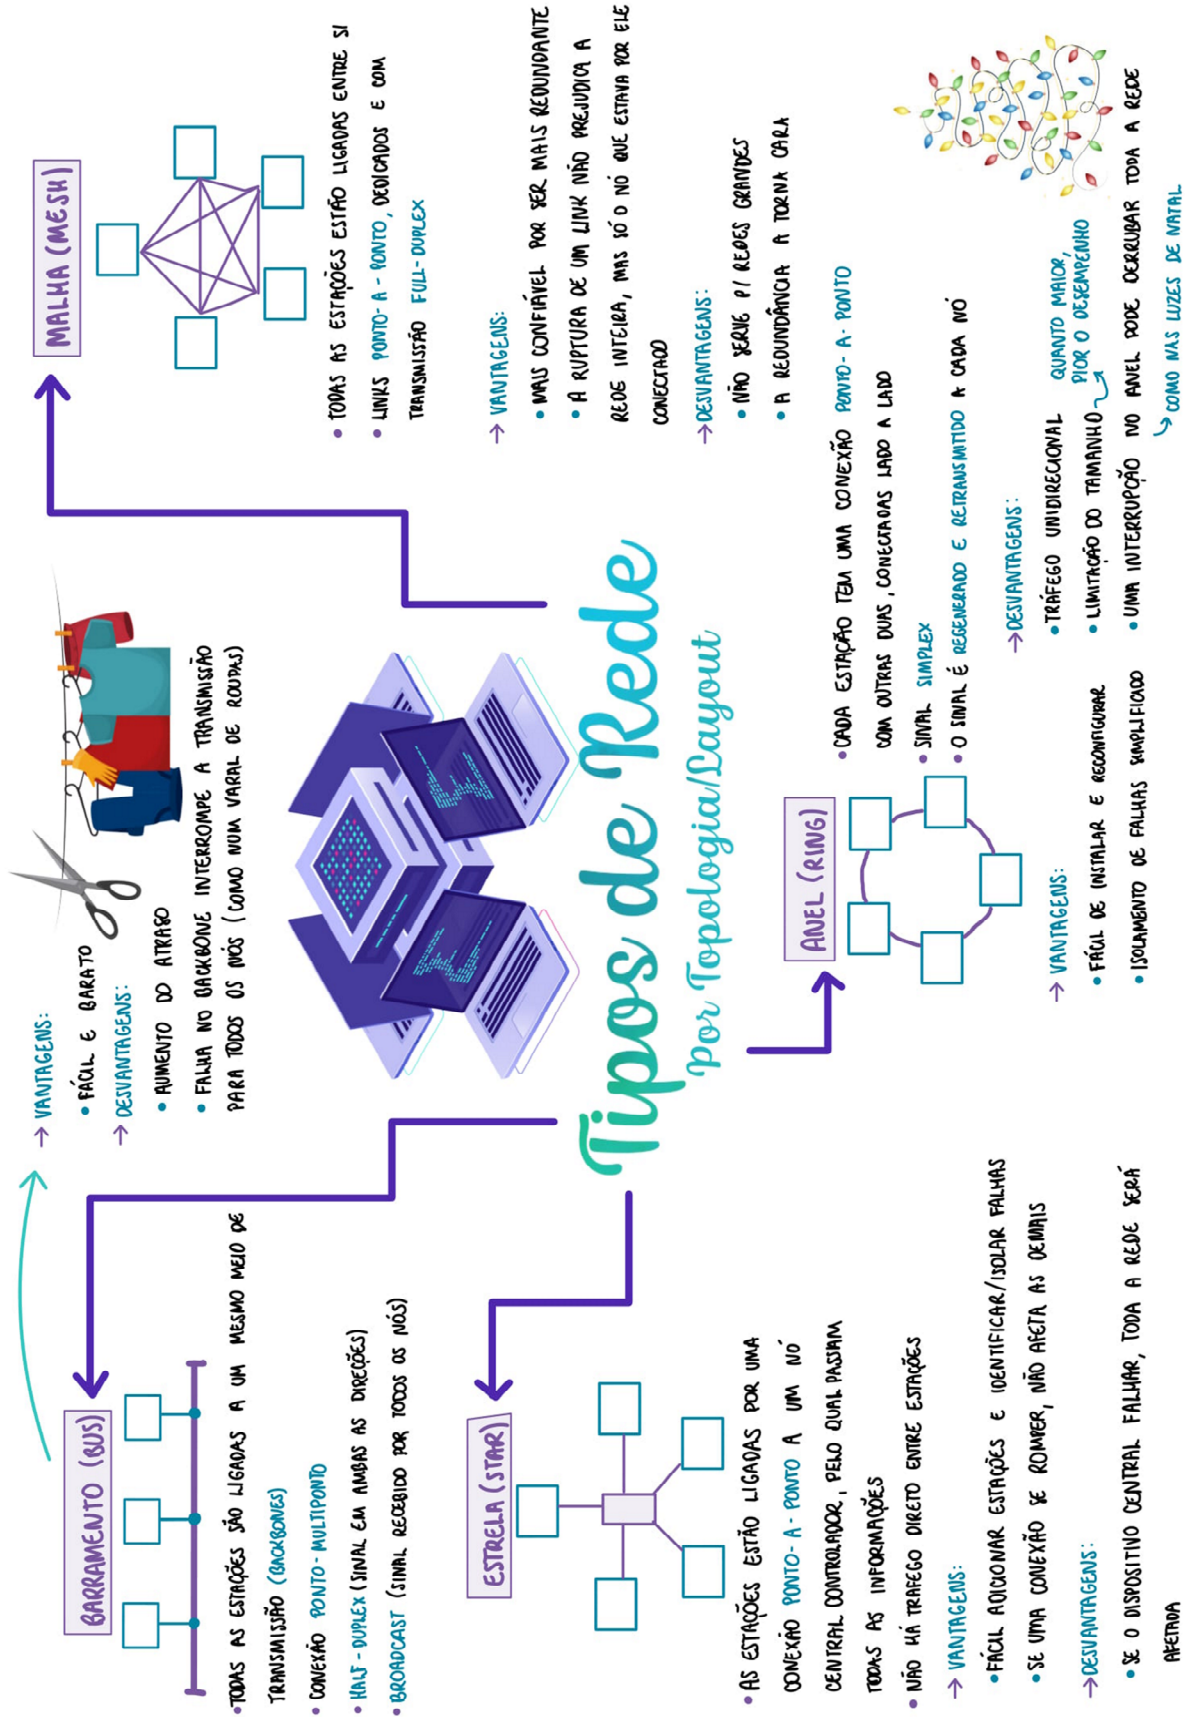 Tipos de Rede
Por Topologia/Layout
BARRAMENTO (BUS)
• TODAS AS ESTAÇÕES SÃO LIGADAS A UM MESMO MEIO DE
TRANSMISSÃO (BACKBONES)
• CONEXÃO PONTO-MULTIPONTO
• HALF-DUPLEX (SINAL EM AMBAS AS DIREÇÕES)
• BROADCAST (SINAL RECEBIDO POR TODOS OS NÓS)
→ VANTAGENS:
• FÁCIL E BARATO
→ DESVANTAGENS:
• AUMENTO DO ATRASO
• FALHA NO BACKBONE INTERROMPE A TRANSMISSÃO
PARA TODOS OS NÓS (COMO NUM VARAL DE ROUPAS)
MALHA (MESH)
• TODAS AS ESTAÇÕES ESTÃO LIGADAS ENTRE SI
• LINKS PONTO-A-PONTO, DEDICADOS E COM
TRANSMISSÃO FULL-DUPLEX
→ VANTAGENS:
• MAIS CONFIÁVEL POR SER MAIS REDUNDANTE
• A RUPTURA DE UM LINK NÃO PREJUDICA A
REDE INTEIRA, MAS SÓ O NÓ QUE ESTAVA POR ELE
CONECTADO
→ DESVANTAGENS:
• NÃO SERVE P/ REDES GRANDES
• A REDUNDÂNCIA A TORNA CARA
ESTRELA (STAR)
• AS ESTAÇÕES ESTÃO LIGADAS POR UMA
CONEXÃO PONTO-A-PONTO A UM NÓ
CENTRAL CONTROLADOR, PELO QUAL PASSAM
TODAS AS INFORMAÇÕES
• NÃO HÁ TRÁFEGO DIRETO ENTRE ESTAÇÕES
→ VANTAGENS:
• FÁCIL ADICIONAR ESTAÇÕES E IDENTIFICAR/ISOLAR FALHAS
• SE UMA CONEXÃO SE ROMPER, NÃO AFETA AS DEMAIS
→ DESVANTAGENS:
• SE O DISPOSITIVO CENTRAL FALHAR, TODA A REDE SERÁ
AFETADA
ANEL (RING)
• CADA ESTAÇÃO TEM UMA CONEXÃO PONTO-A-PONTO
COM OUTRAS DUAS, CONECTADAS LADO A LADO
• SINAL SIMPLEX
• O SINAL É REGENERADO E RETRANSMITIDO A CADA NÓ
→ VANTAGENS:
• FÁCIL DE INSTALAR E RECONFIGURAR
• ISOLAMENTO DE FALHAS SIMPLIFICADO
→ DESVANTAGENS:
• TRÁFEGO UNIDIRECIONAL
• LIMITAÇÃO DO TAMANHO
QUANTO MAIOR,
PIOR O DESEMPENHO
• UMA INTERRUPÇÃO NO ANEL PODE DERRUBAR TODA A REDE
COMO NAS LUZES DE NATAL